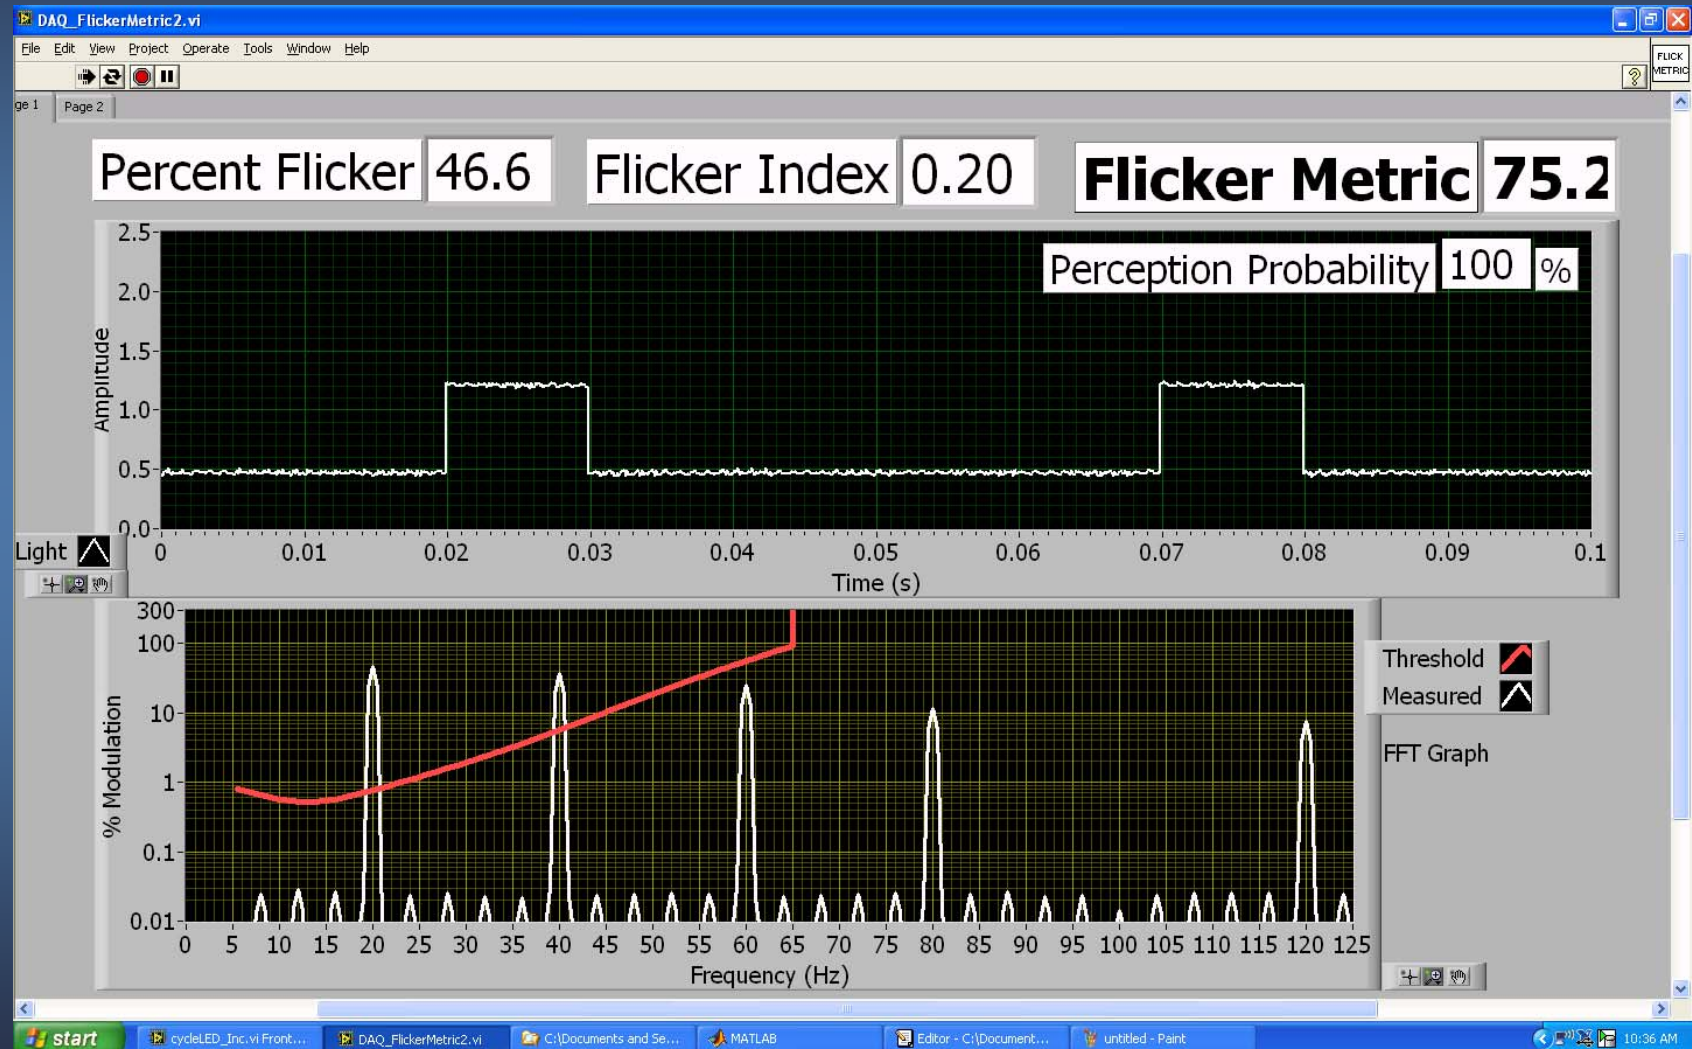 DAQ_FlickerMetric2.vi
File Edit View Project Operate Tools Window Help
FLICK
METRIC
ge 1 Page 2
Percent Flicker 46.6 Flicker Index 0.20 Flicker Metric 75.2
Perception Probability 100 %
Amplitude
2.5
2.0
1.5
1.0
0.5
0.0
Light
0 0.01 0.02 0.03 0.04 0.05 0.06 0.07 0.08 0.09 0.1
Time (s)
% Modulation
300
100
10
1
0.1
0.01
0 5 10 15 20 25 30 35 40 45 50 55 60 65 70 75 80 85 90 95 100 105 110 115 120 125
Frequency (Hz)
Threshold
Measured
FFT Graph
start cycleLED_Inc.vi Front... DAQ_FlickerMetric2.vi C:\Documents and Se... MATLAB Editor - C:\Document... untitled - Paint 10:36 AM